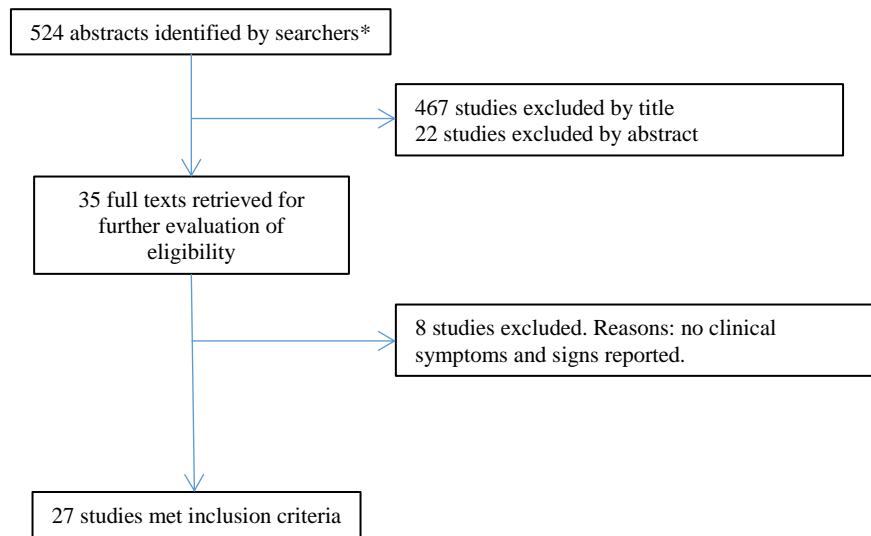 524 abstracts identified by searchers*
467 studies excluded by title
22 studies excluded by abstract
35 full texts retrieved for
further evaluation of
eligibility
8 studies excluded. Reasons: no clinical
symptoms and signs reported.
27 studies met inclusion criteria